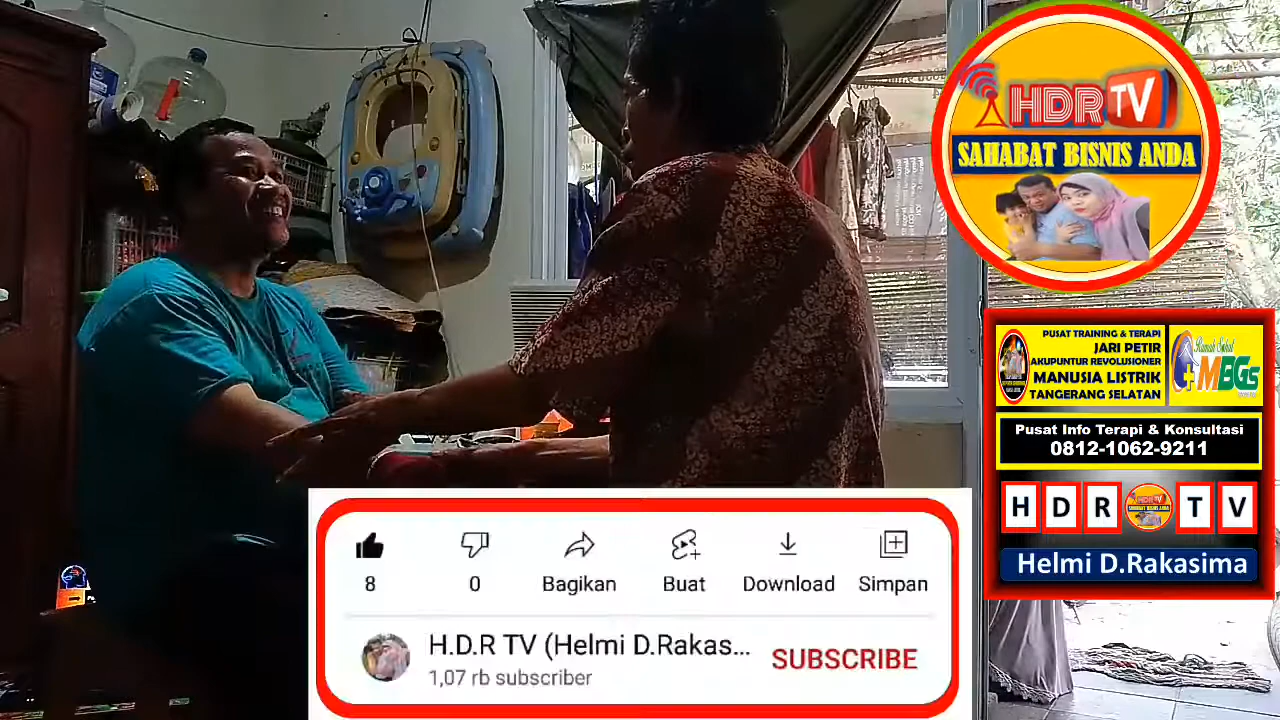 HDR TV
SAHABAT BISNIS ANDA
PUSAT TRAINING & TERAPI
JARI PETIR
AKUPUNTUR REVOLUSIONER
MANUSIA LISTRIK
TANGERANG SELATAN
Rumah Sehat
MBGs
Pusat Info Terapi & Konsultasi
0812-1062-9211
H D R T V
Helmi D.Rakasima
8
0
Bagikan
Buat
Download
Simpan
H.D.R TV (Helmi D.Rakas...
1,07 rb subscriber
SUBSCRIBE